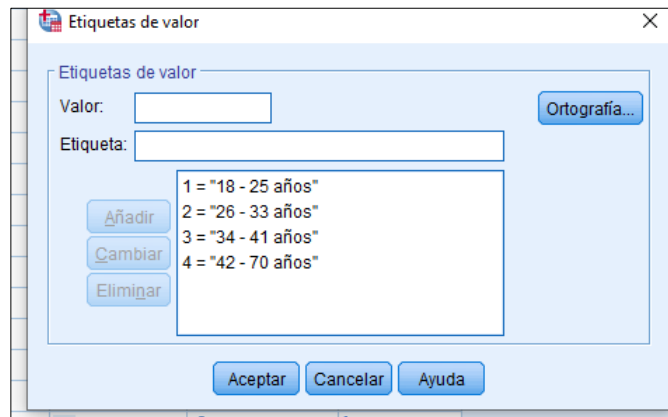 Etiquetas de valor
Etiquetas de valor
Valor:
Ortografía...
Etiqueta:
1 = "18 - 25 años"
2 = "26 - 33 años"
3 = "34 - 41 años"
4 = "42 - 70 años"
Añadir
Cambiar
Eliminar
Aceptar Cancelar Ayuda